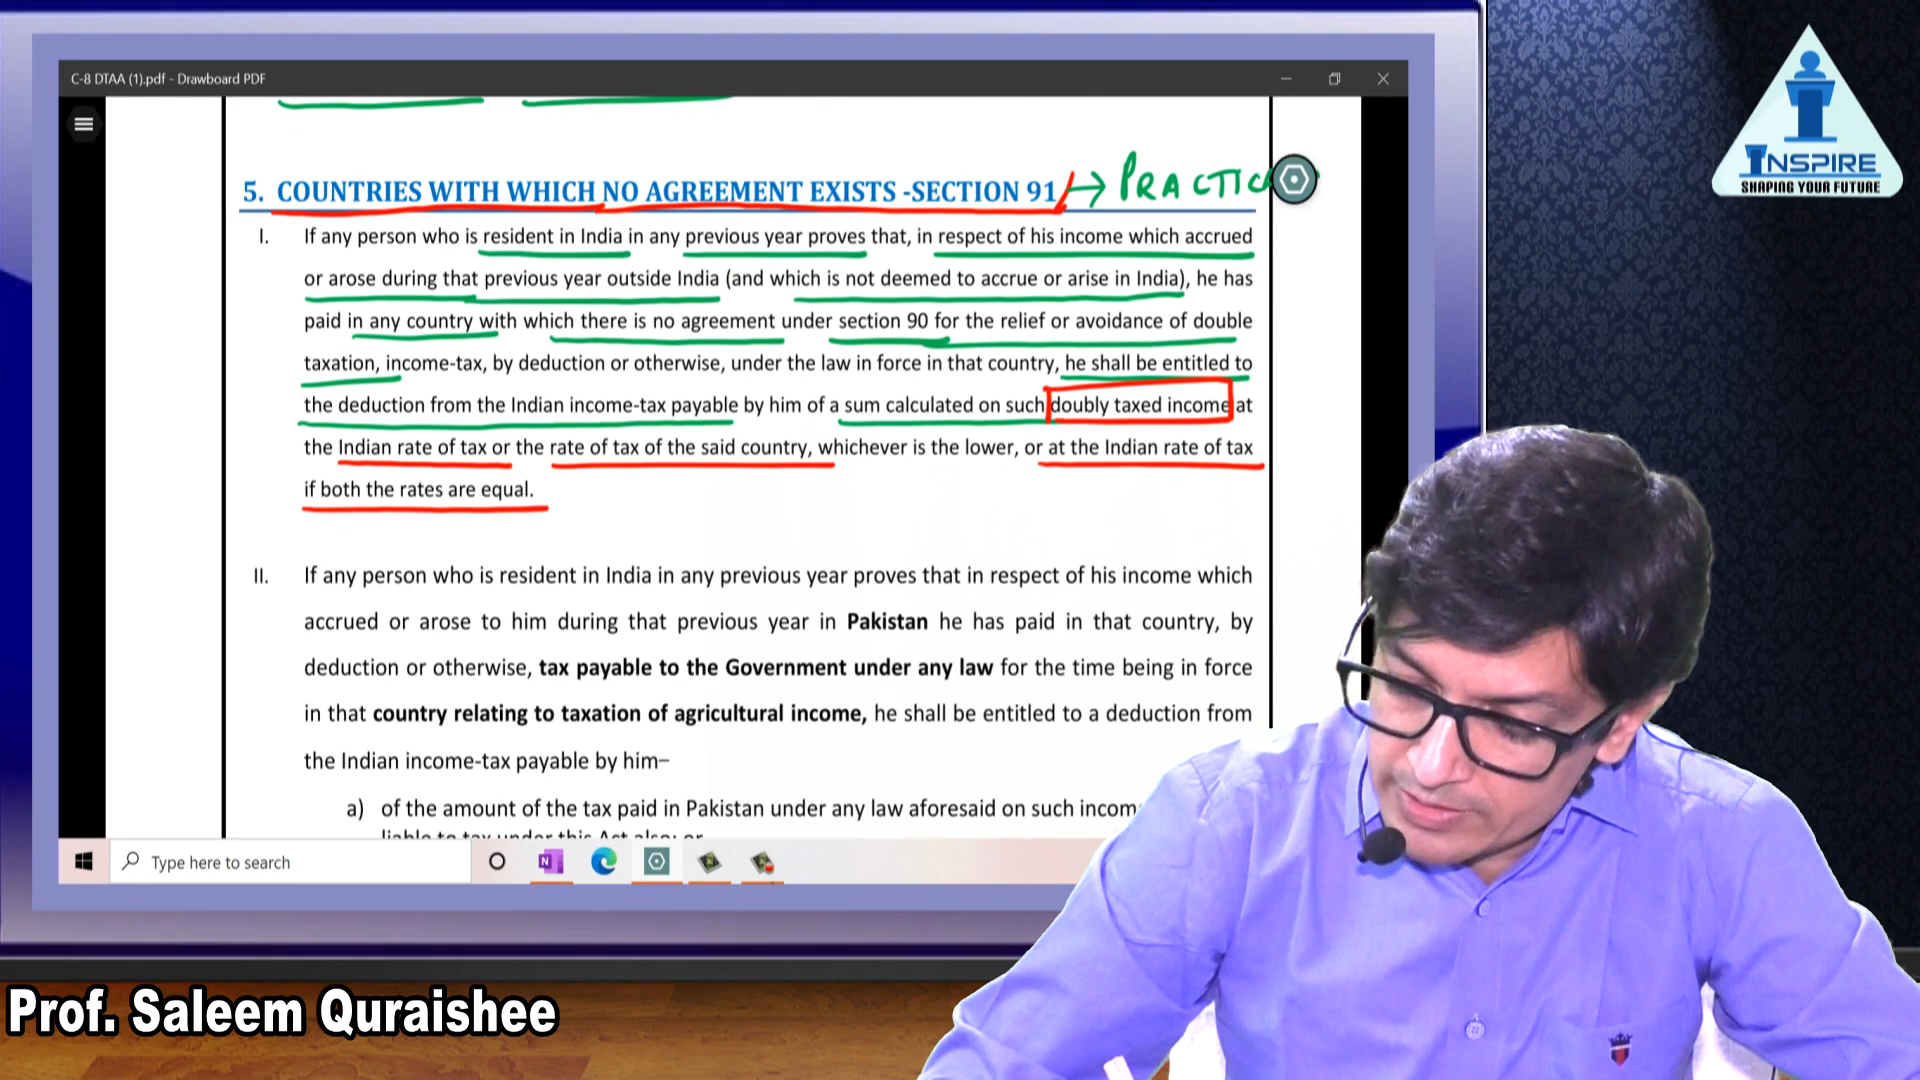 C-8 DTAA (1).pdf - Drawboard PDF
5. COUNTRIES WITH WHICH NO AGREEMENT EXISTS -SECTION 91 → PRACTIC
I. If any person who is resident in India in any previous year proves that, in respect of his income which accrued
or arose during that previous year outside India (and which is not deemed to accrue or arise in India), he has
paid in any country with which there is no agreement under section 90 for the relief or avoidance of double
taxation, income-tax, by deduction or otherwise, under the law in force in that country, he shall be entitled to
the deduction from the Indian income-tax payable by him of a sum calculated on such doubly taxed income at
the Indian rate of tax or the rate of tax of the said country, whichever is the lower, or at the Indian rate of tax
if both the rates are equal.
II. If any person who is resident in India in any previous year proves that in respect of his income which
accrued or arose to him during that previous year in Pakistan he has paid in that country, by
deduction or otherwise, tax payable to the Government under any law for the time being in force
in that country relating to taxation of agricultural income, he shall be entitled to a deduction from
the Indian income-tax payable by him–
a) of the amount of the tax paid in Pakistan under any law aforesaid on such income
liable to tax under this Act also; or
Type here to search
INSPIRE
SHAPING YOUR FUTURE
Prof. Saleem Quraishee